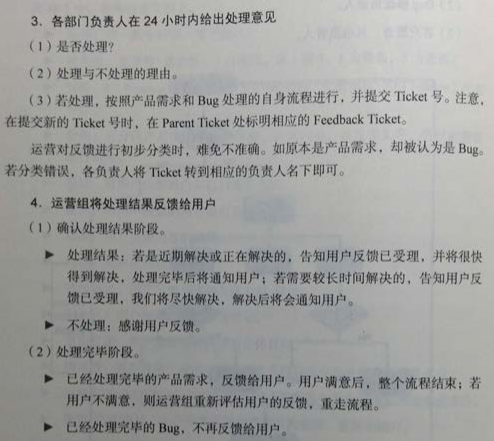 3．各部门负责人在 24 小时内给出处理意见
（1）是否处理？
（2）处理与不处理的理由。
（3）若处理，按照产品需求和 Bug 处理的自身流程进行，并提交 Ticket 号。注意，
在提交新的 Ticket 号时，在 Parent Ticket 处标明相应的 Feedback Ticket。
运营对反馈进行初步分类时，难免不准确。如原本是产品需求，却被认为是 Bug。
若分类错误，各负责人将 Ticket 转到相应的负责人名下即可。
4．运营组将处理结果反馈给用户
（1）确认处理结果阶段。
▶ 处理结果：若是近期解决或正在解决的，告知用户反馈已受理，并将很快
得到解决，处理完毕后将通知用户；若需要较长时间解决的，告知用户反
馈已受理，我们将尽快解决，解决后将会通知用户。
▶ 不处理：感谢用户反馈。
（2）处理完毕阶段。
▶ 已经处理完毕的产品需求，反馈给用户。用户满意后，整个流程结束；若
用户不满意，则运营组重新评估用户的反馈，重走流程。
▶ 已经处理完毕的 Bug，不再反馈给用户。